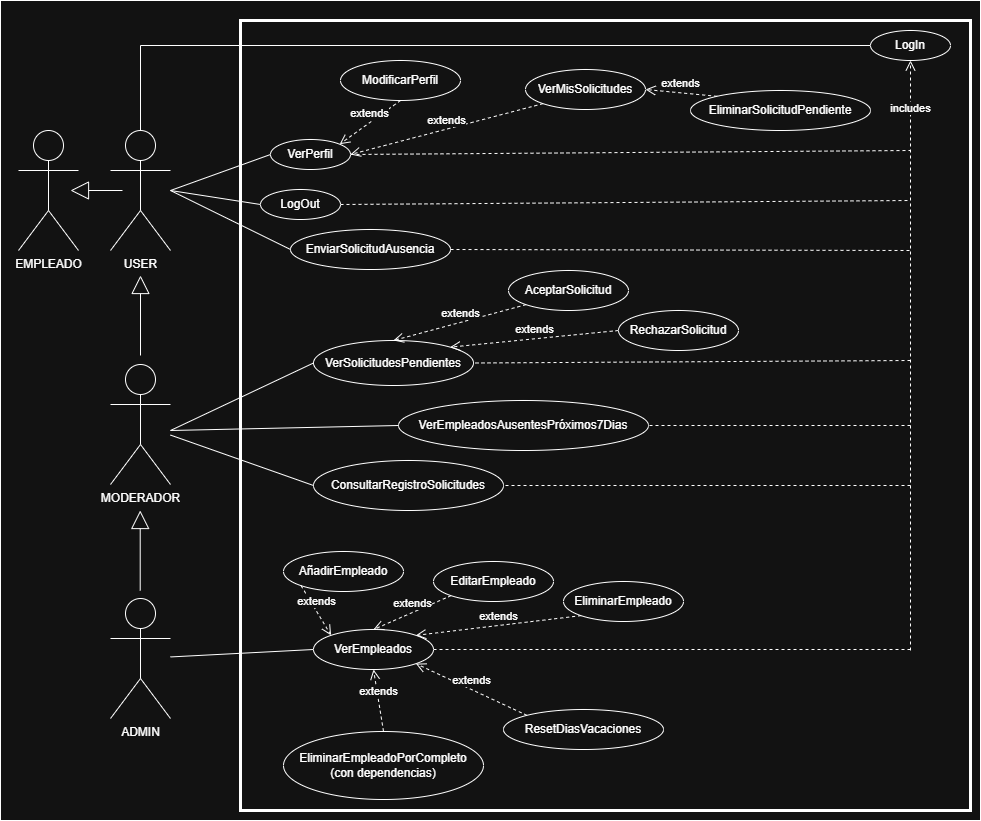 LogIn
ModificarPerfil
VerMisSolicitudes
extends
EliminarSolicitudPendiente
includes
extends
extends
VerPerfil
LogOut
EnviarSolicitudAusencia
EMPLEADO
USER
AceptarSolicitud
extends
extends
RechazarSolicitud
VerSolicitudesPendientes
VerEmpleadosAusentesPróximos7Dias
ConsultarRegistroSolicitudes
MODERADOR
AñadirEmpleado
EditarEmpleado
EliminarEmpleado
extends
extends
extends
VerEmpleados
extends
extends
ADMIN
ResetDiasVacaciones
EliminarEmpleadoPorCompleto
(con dependencias)